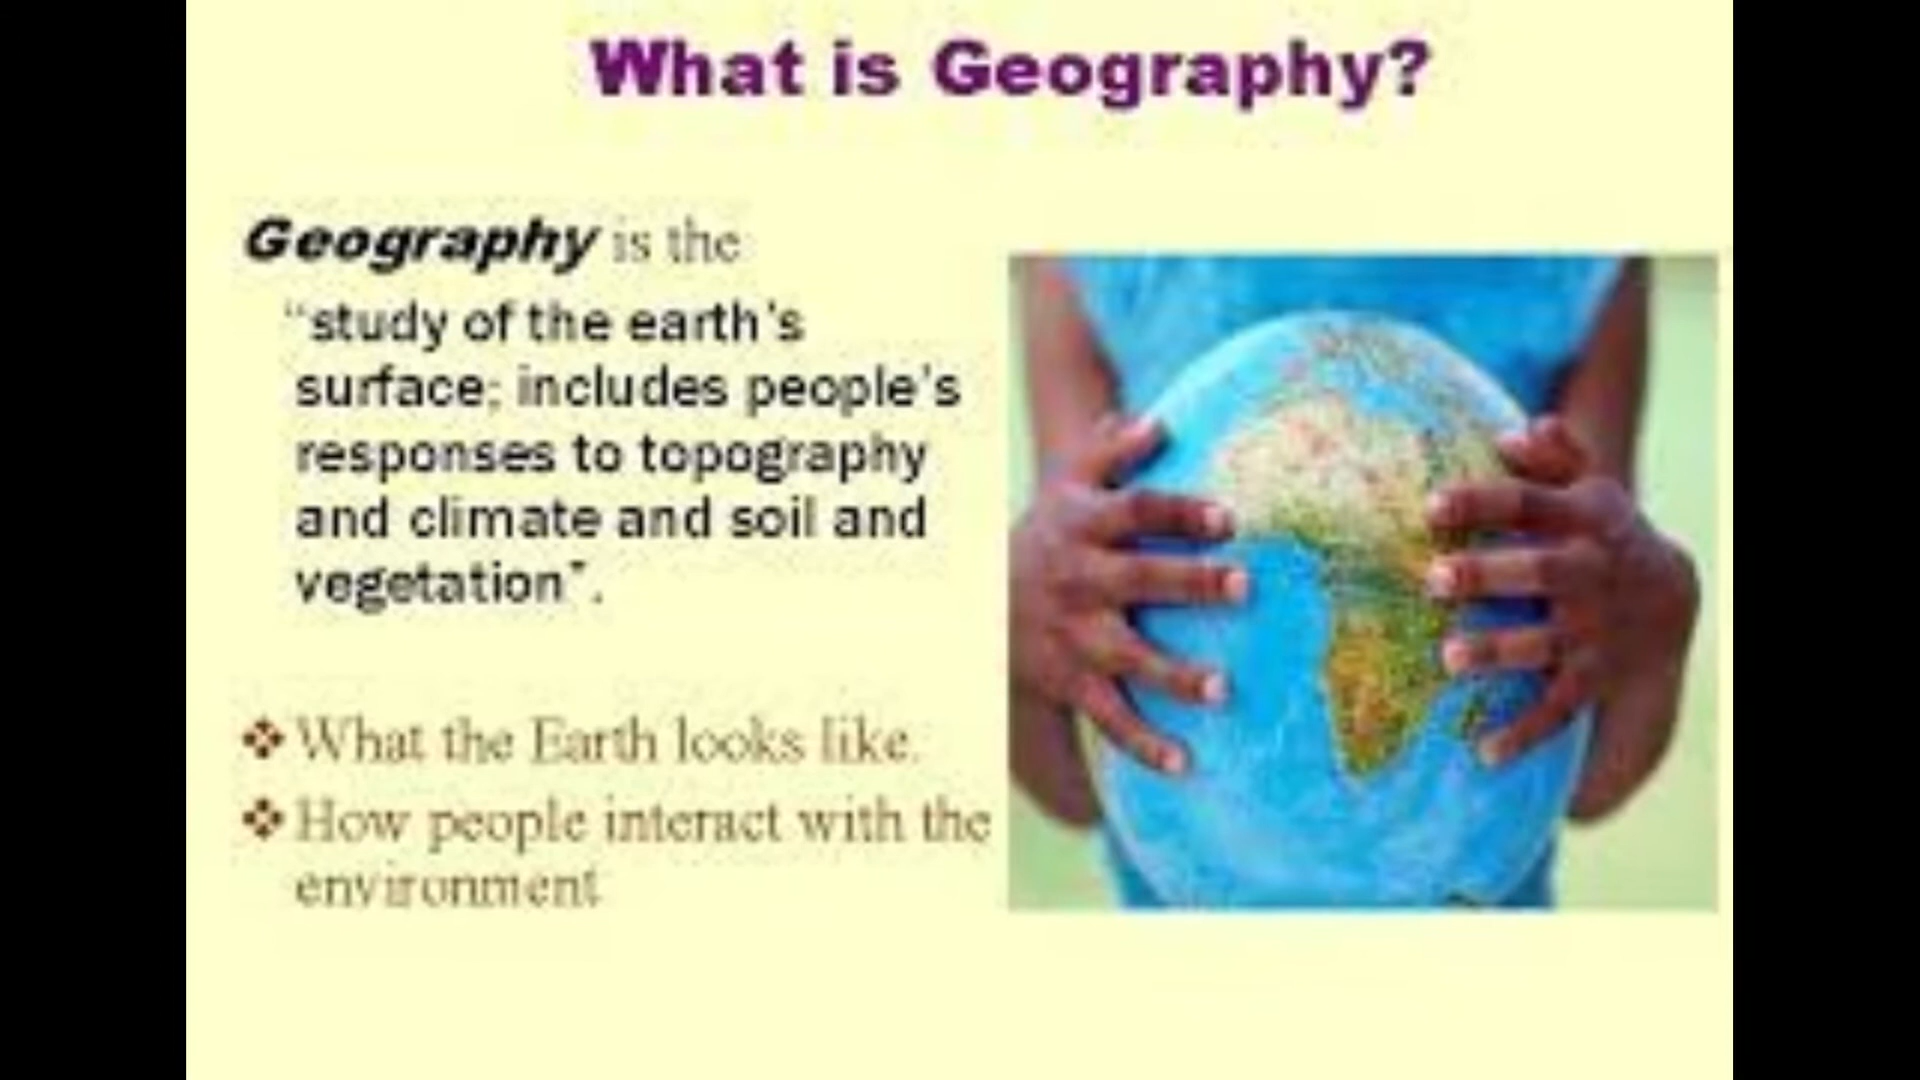 What is Geography?
Geography is the
“study of the earth's
surface; includes people's
responses to topography
and climate and soil and
vegetation”.
❖ What the Earth looks like.
❖ How people interact with the
environment